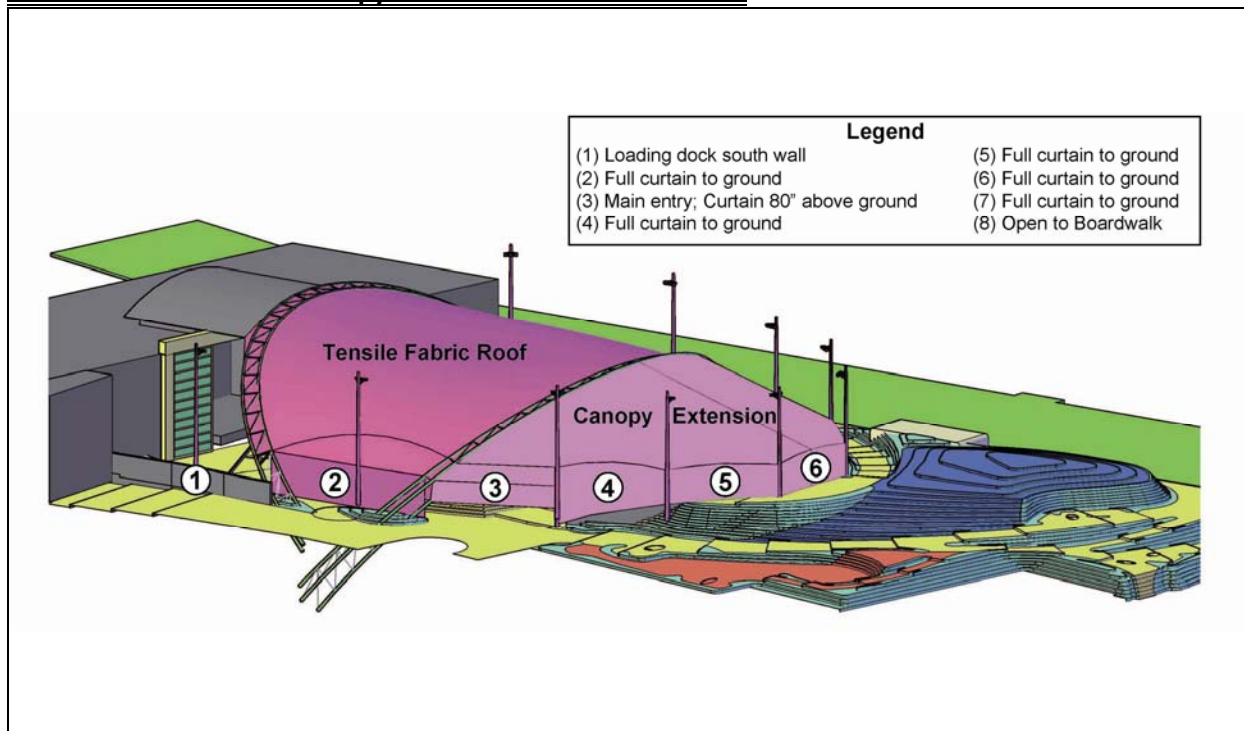 Legend
(1) Loading dock south wall
(2) Full curtain to ground
(3) Main entry; Curtain 80" above ground
(4) Full curtain to ground
(5) Full curtain to ground
(6) Full curtain to ground
(7) Full curtain to ground
(8) Open to Boardwalk
Tensile Fabric Roof
Canopy Extension
1
2
3
4
5
6